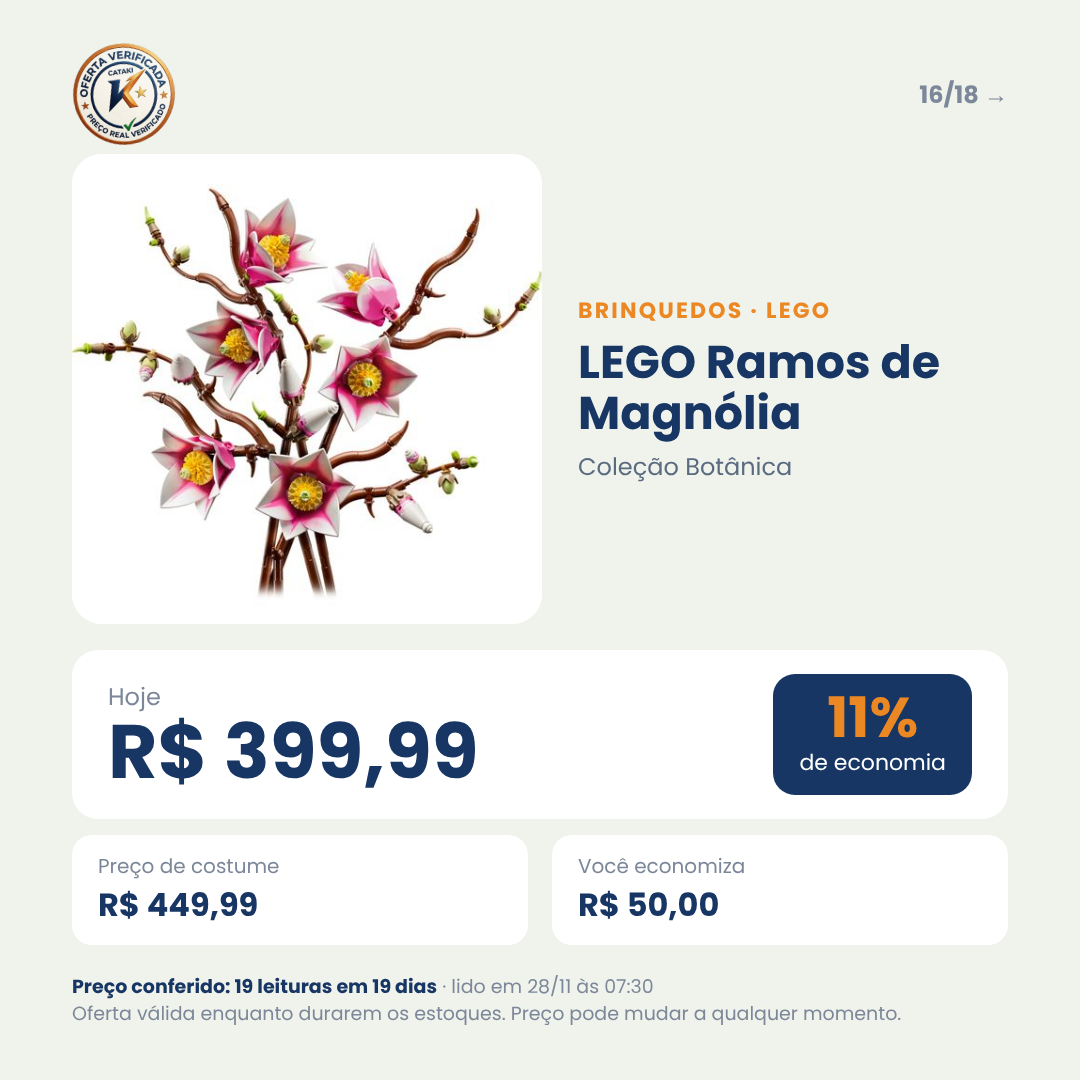 OFERTA VERIFICADA
CATAKI
K
PREÇO REAL VERIFICADO
16/18 →
BRINQUEDOS · LEGO
LEGO Ramos de
Magnólia
Coleção Botânica
Hoje
R$ 399,99
11%
de economia
Preço de costume
R$ 449,99
Você economiza
R$ 50,00
Preço conferido: 19 leituras em 19 dias · lido em 28/11 às 07:30
Oferta válida enquanto durarem os estoques. Preço pode mudar a qualquer momento.